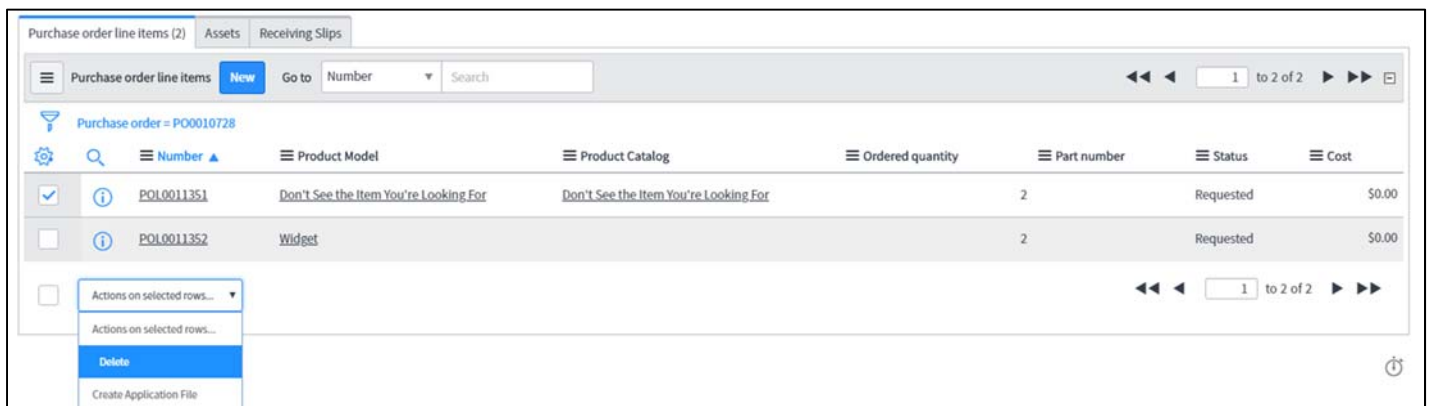 Purchase order line items (2) Assets Receiving Slips
Purchase order line items New Go to Number Search 1 to 2 of 2
Purchase order = PO0010728
Number Product Model Product Catalog Ordered quantity Part number Status Cost
POL0011351 Don't See the Item You're Looking For Don't See the Item You're Looking For 2 Requested $0.00
POL0011352 Widget 2 Requested $0.00
Actions on selected rows... 1 to 2 of 2
Actions on selected rows...
Delete
Create Application File